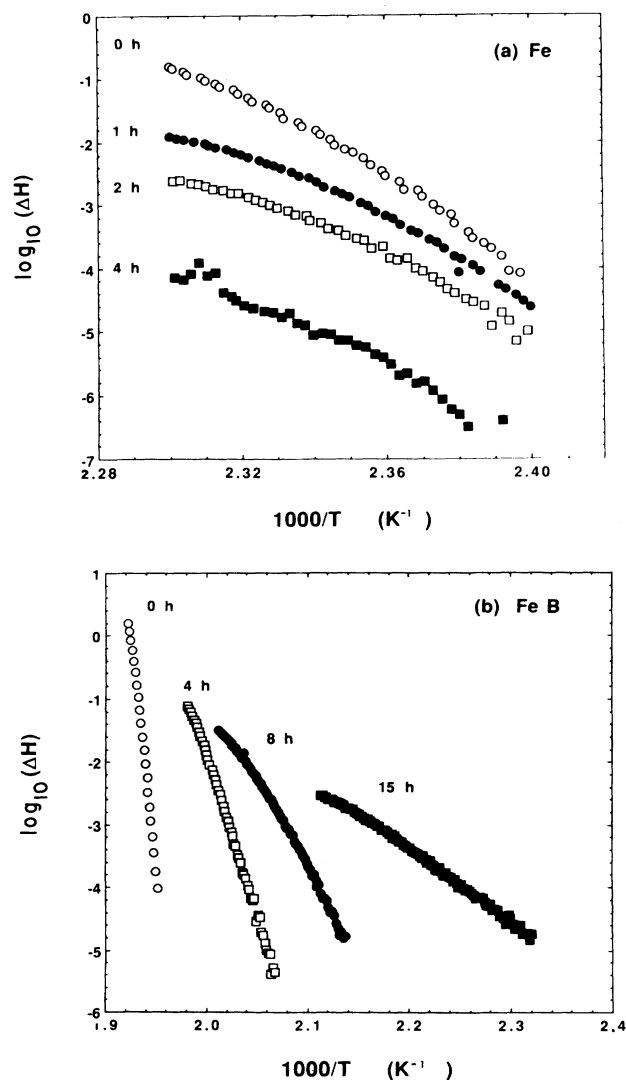 0
(a) Fe
0 h
-1
1 h
-2
2 h
-3
log10 (ΔH)
4 h
-4
-5
-6
-7
2.28 2.32 2.36 2.40
1000/T (K-1)
1
(b) Fe B
0 h
0
4 h
-1
8 h
-2
15 h
log10 (ΔH)
-3
-4
-5
-6
1.9 2.0 2.1 2.2 2.3 2.4
1000/T (K-1)